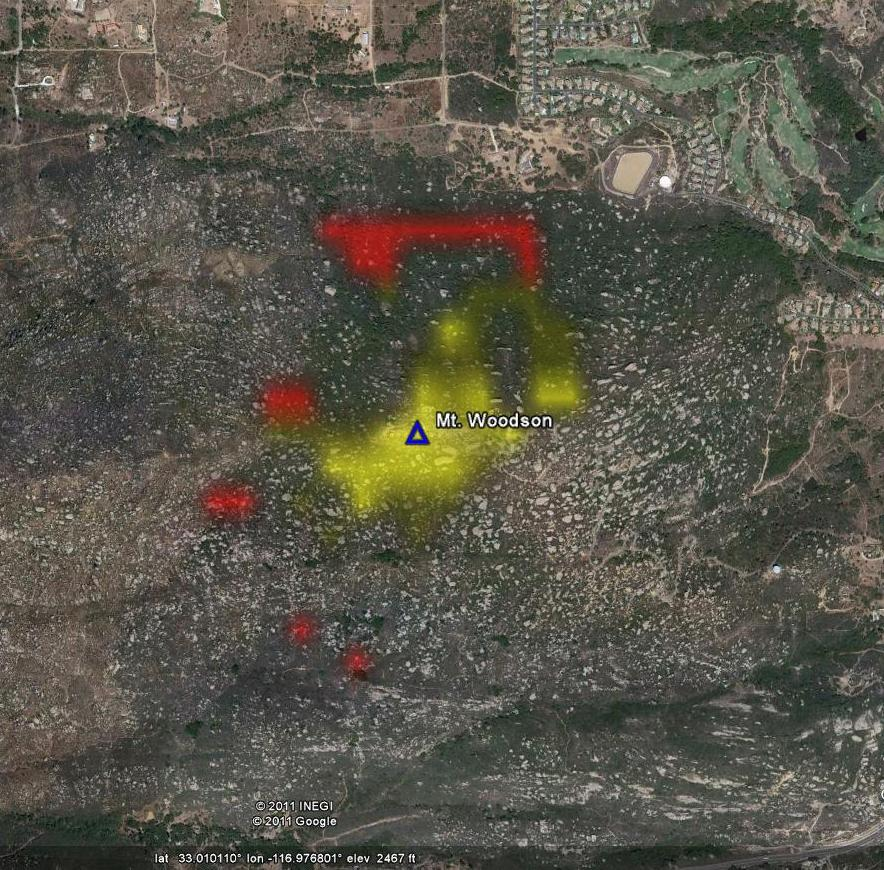 Mt. Woodson
© 2011 INEGI
© 2011 Google
lat 33.010110° lon -116.976801° elev 2467 ft